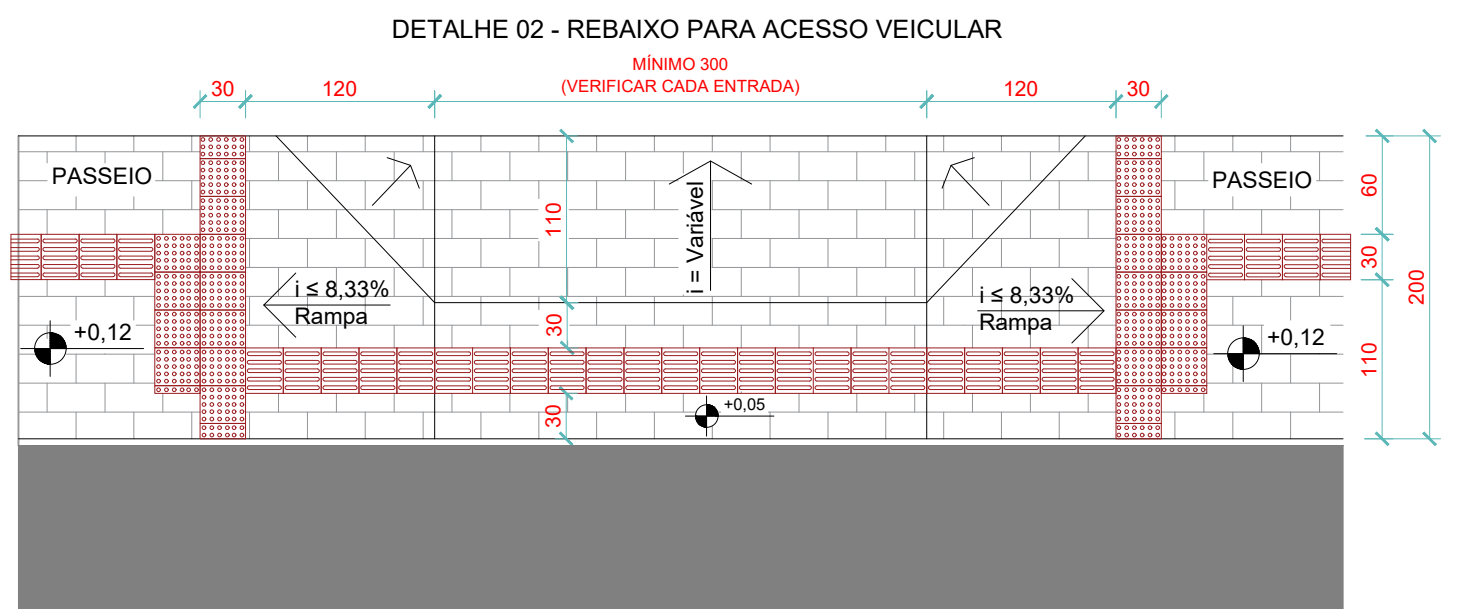 DETALHE 02 - REBAIXO PARA ACESSO VEICULAR
MÍNIMO 300
(VERIFICAR CADA ENTRADA)
30
120
120
30
PASSEIO
PASSEIO
60
110
i = Variável
30
200
i ≤ 8,33%
Rampa
i ≤ 8,33%
Rampa
30
+0,12
+0,12
110
30
+0,05